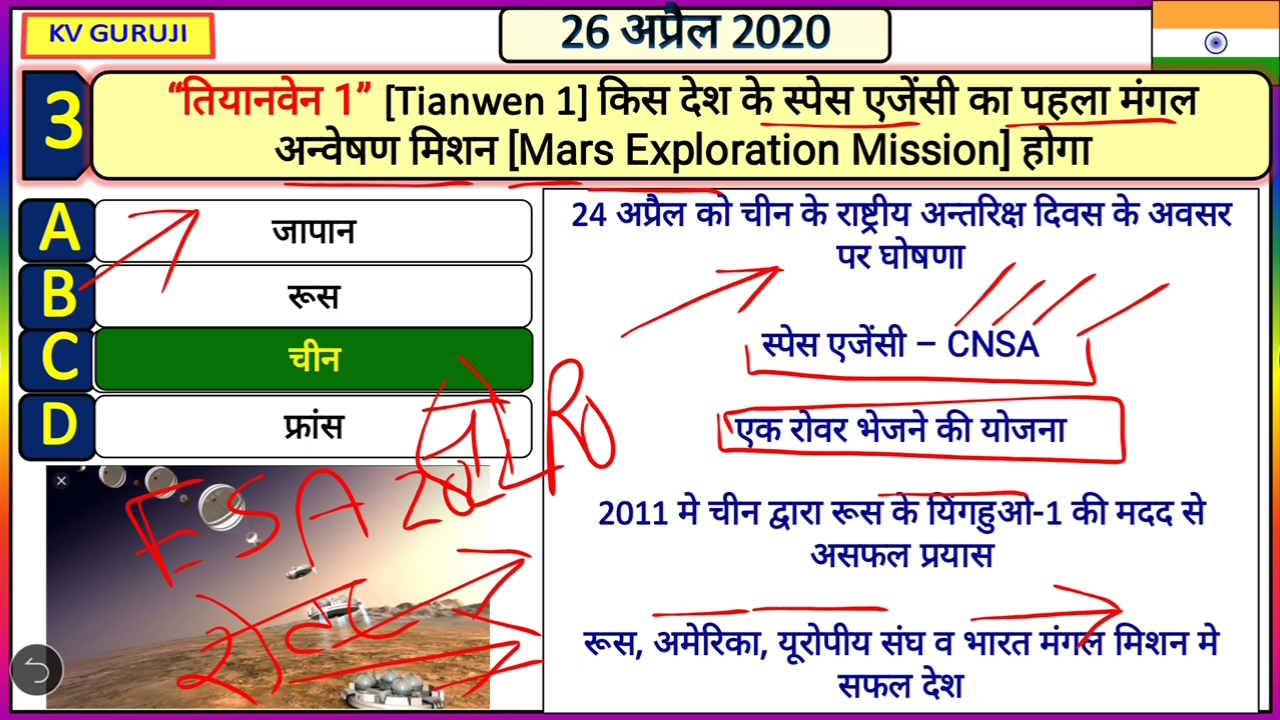 KV GURUJI
26 अप्रैल 2020
3
“तियानवेन 1” [Tianwen 1] किस देश के स्पेस एजेंसी का पहला मंगल
अन्वेषण मिशन [Mars Exploration Mission] होगा
A जापान
B रूस
C चीन
D फ्रांस
24 अप्रैल को चीन के राष्ट्रीय अन्तरिक्ष दिवस के अवसर
पर घोषणा
स्पेस एजेंसी – CNSA
एक रोवर भेजने की योजना
2011 मे चीन द्वारा रूस के यिंगहुओ-1 की मदद से
असफल प्रयास
रूस, अमेरिका, यूरोपीय संघ व भारत मंगल मिशन मे
सफल देश
ESA